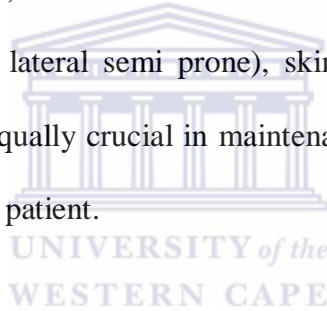 lateral semi prone), skin
qually crucial in maintena
patient.
UNIVERSITY of the
WESTERN CAPE